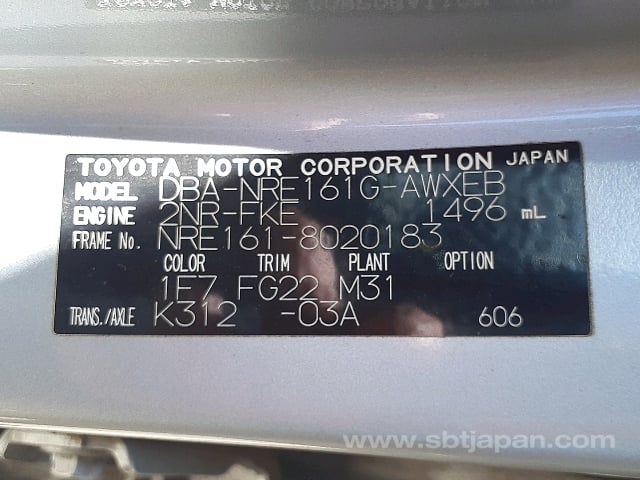 TOYOTA MOTOR CORPORATION JAPAN
MODEL DBA-NRE161G-AWXEB
ENGINE 2NR-FKE 1496 mL
FRAME No. NRE161-8020183
COLOR TRIM PLANT OPTION
1F7 FG22 M31
TRANS./AXLE K312 -03A 606
www.sbtjapan.com